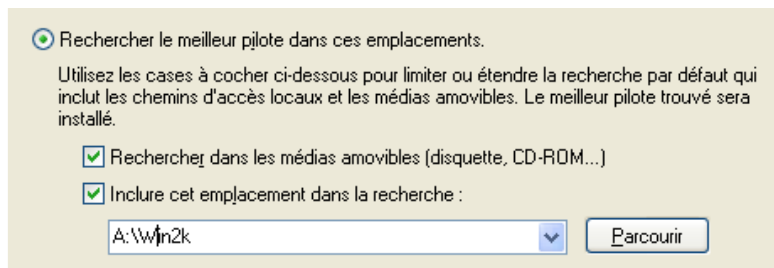 Rechercher le meilleur pilote dans ces emplacements.
Utilisez les cases à cocher ci-dessous pour limiter ou étendre la recherche par défaut qui
inclut les chemins d'accès locaux et les médias amovibles. Le meilleur pilote trouvé sera
installé.
Rechercher dans les médias amovibles (disquette, CD-ROM...)
Inclure cet emplacement dans la recherche :
A:\Win2k
Parcourir